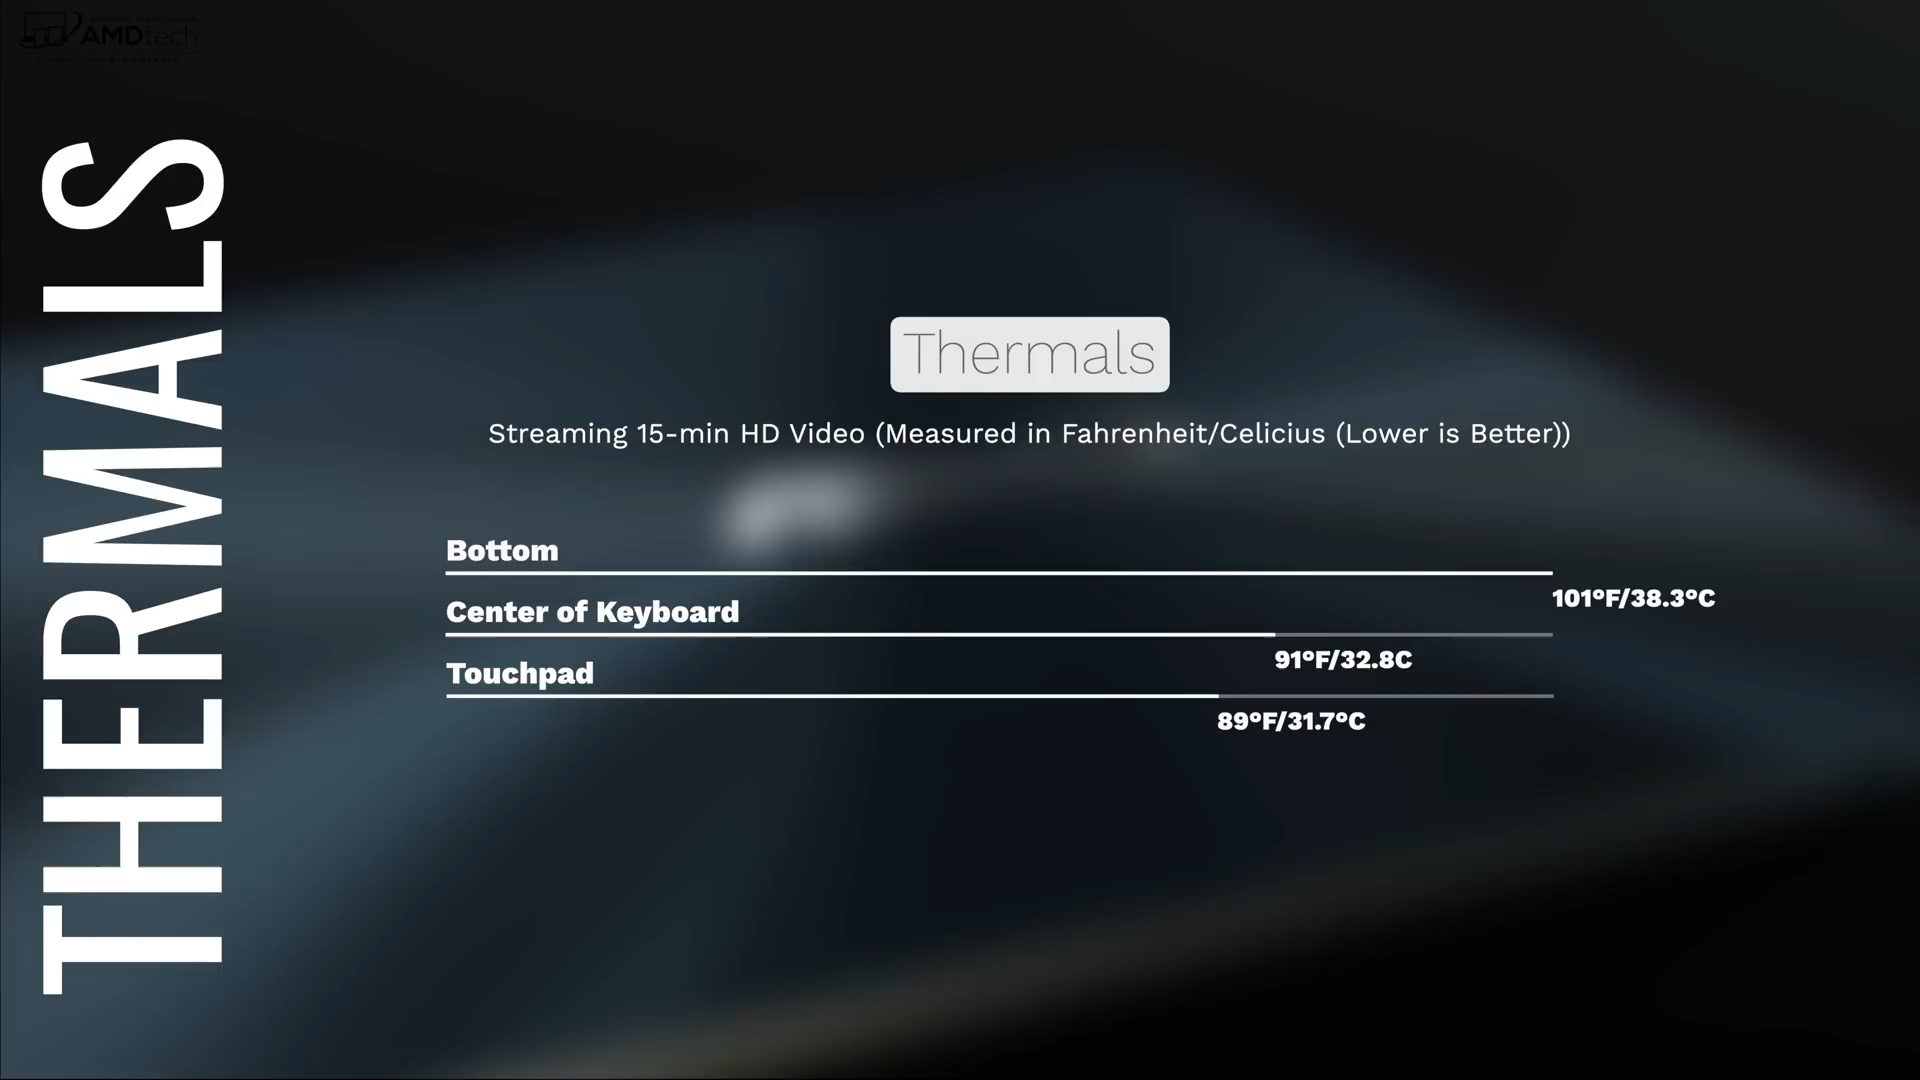 AMDtech
THERMALS
Thermals
Streaming 15-min HD Video (Measured in Fahrenheit/Celicius (Lower is Better))
Bottom
101°F/38.3°C
Center of Keyboard
91°F/32.8C
Touchpad
89°F/31.7°C